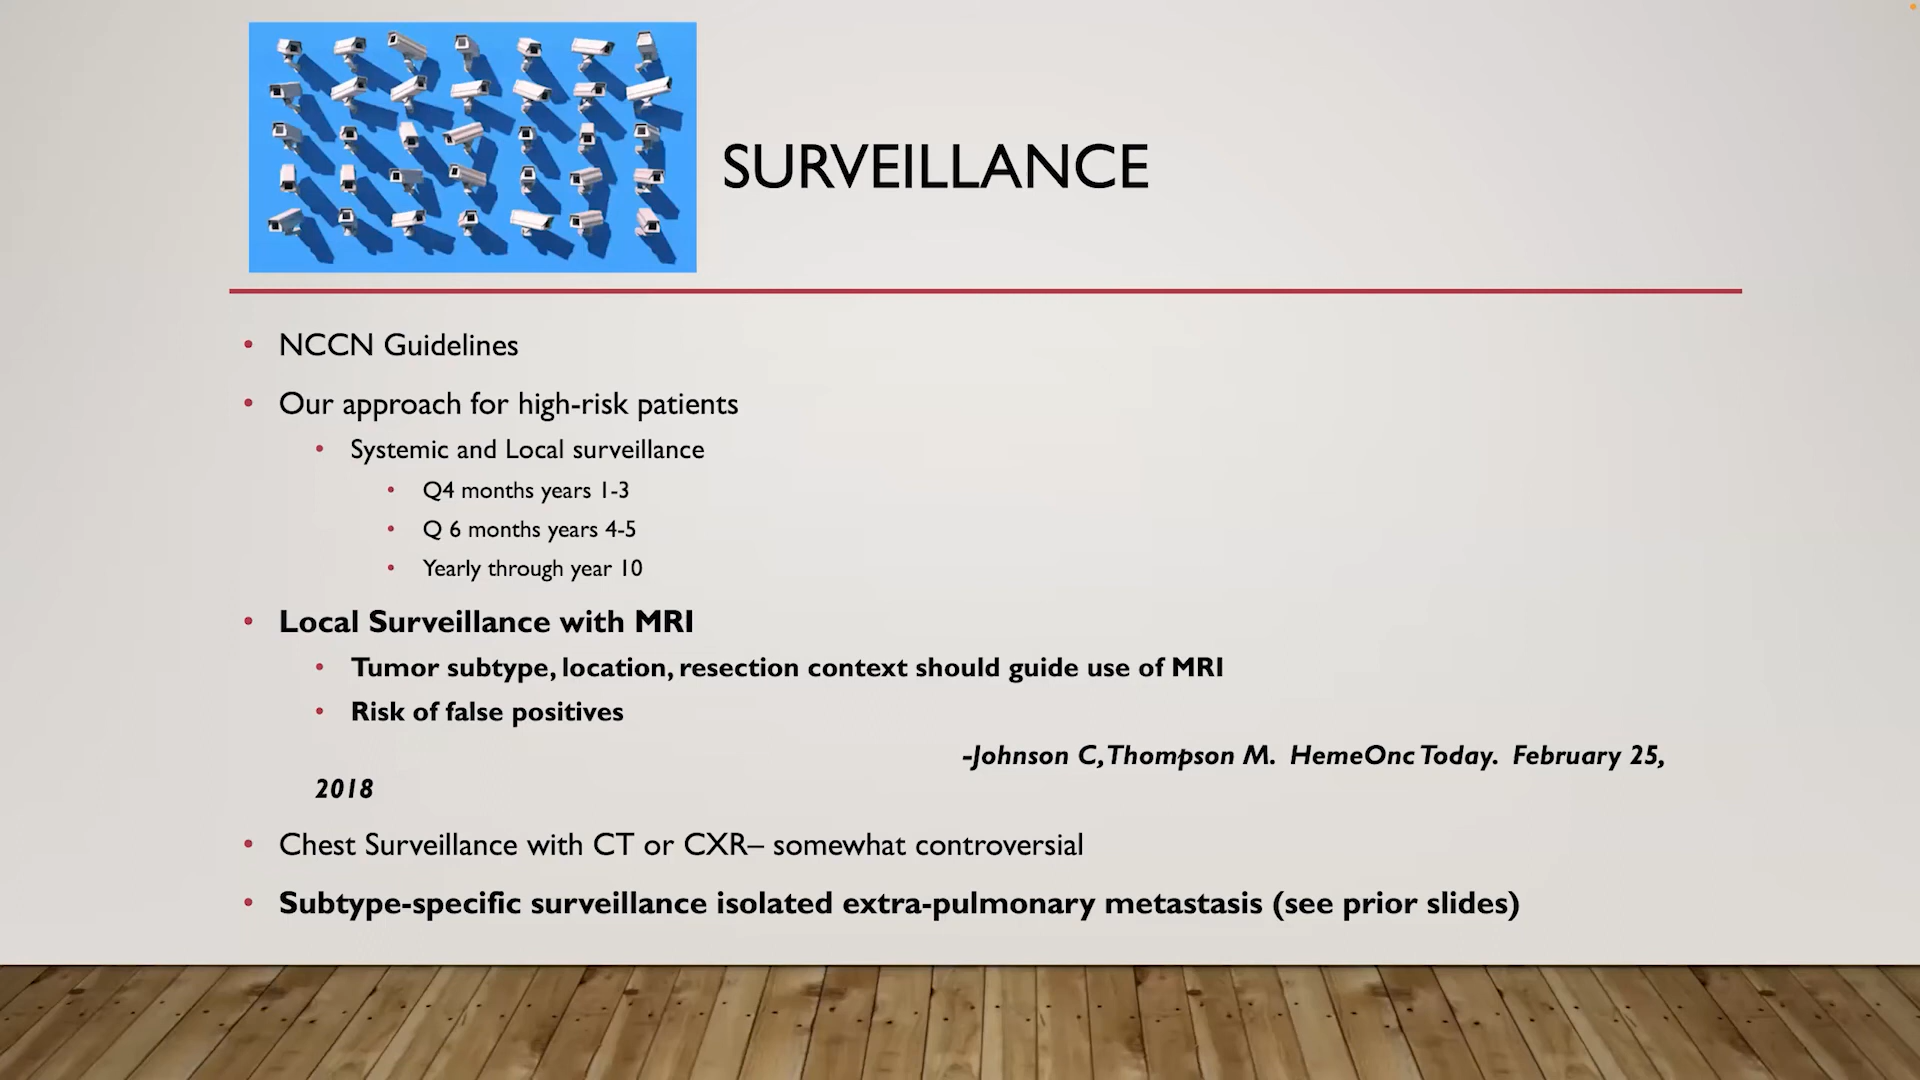 SURVEILLANCE
• NCCN Guidelines
• Our approach for high-risk patients
• Systemic and Local surveillance
• Q4 months years 1-3
• Q 6 months years 4-5
• Yearly through year 10
• Local Surveillance with MRI
• Tumor subtype, location, resection context should guide use of MRI
• Risk of false positives
-Johnson C, Thompson M. HemeOnc Today. February 25,
2018
• Chest Surveillance with CT or CXR– somewhat controversial
• Subtype-specific surveillance isolated extra-pulmonary metastasis (see prior slides)